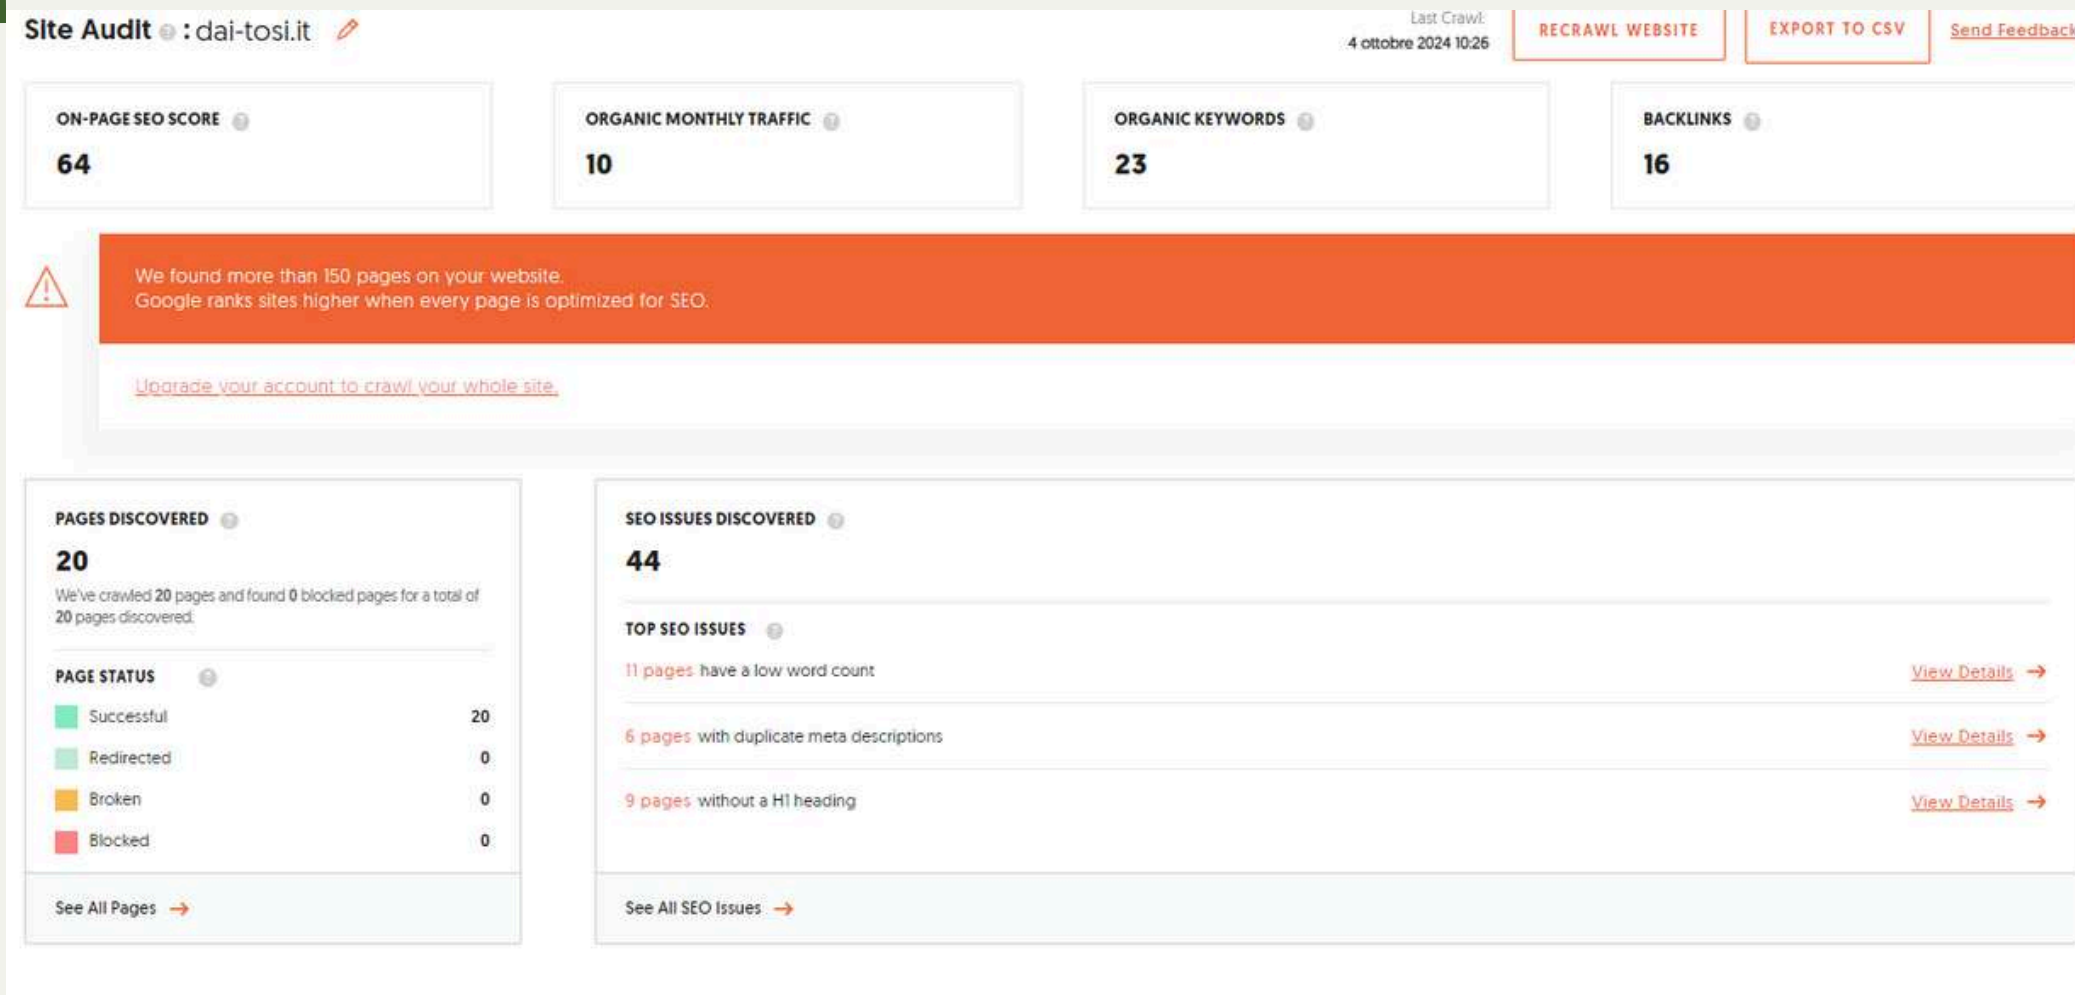 Site Audit : dai-tosi.it
Last Crawl:
4 ottobre 2024 10:26
RECRAWL WEBSITE
EXPORT TO CSV
Send Feedback
ON-PAGE SEO SCORE ?
64
ORGANIC MONTHLY TRAFFIC ?
10
ORGANIC KEYWORDS ?
23
BACKLINKS ?
16
We found more than 150 pages on your website.
Google ranks sites higher when every page is optimized for SEO.
Upgrade your account to crawl your whole site.
PAGES DISCOVERED ?
20
We've crawled 20 pages and found 0 blocked pages for a total of
20 pages discovered.
PAGE STATUS ?
Successful 20
Redirected 0
Broken 0
Blocked 0
See All Pages →
SEO ISSUES DISCOVERED ?
44
TOP SEO ISSUES ?
11 pages have a low word count View Details →
6 pages with duplicate meta descriptions View Details →
9 pages without a H1 heading View Details →
See All SEO Issues →